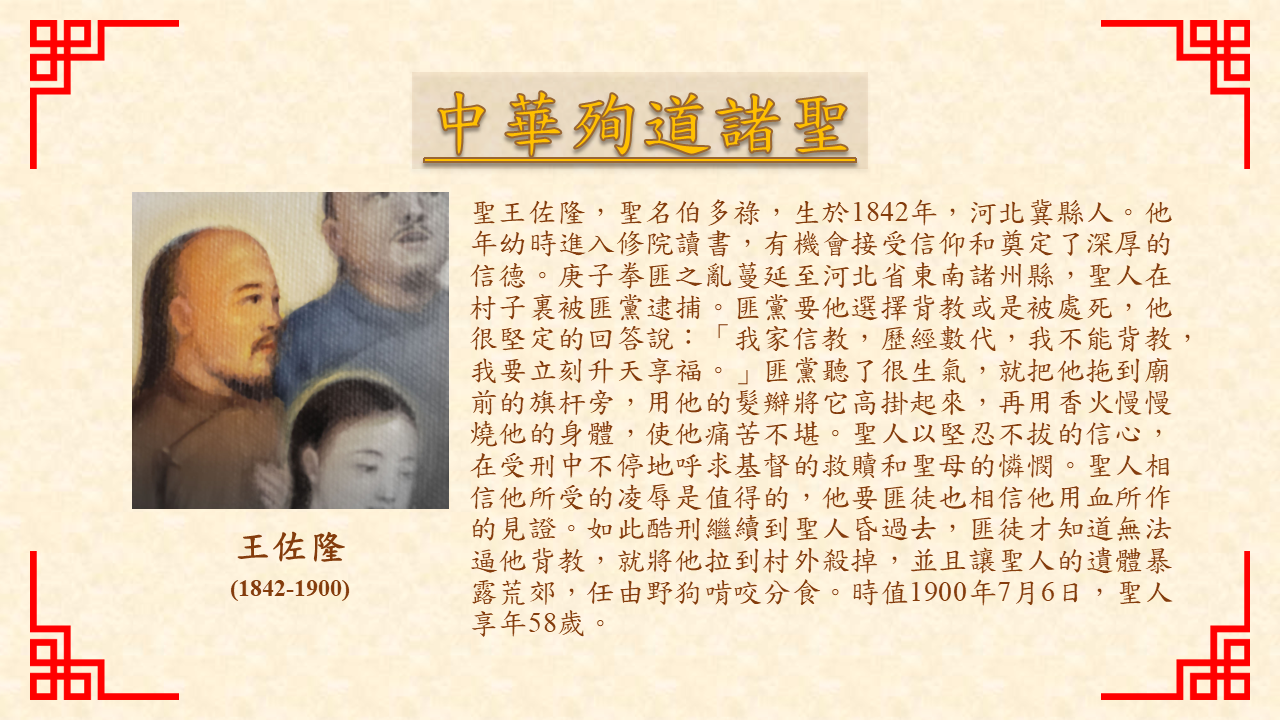 中華殉道諸聖
聖王佐隆，聖名伯多祿，生於1842年，河北冀縣人。他
年幼時進入修院讀書，有機會接受信仰和奠定了深厚的
信德。庚子拳匪之亂蔓延至河北省東南諸州縣，聖人在
村子裏被匪黨逮捕。匪黨要他選擇背教或是被處死，他
很堅定的回答說：「我家信教，歷經數代，我不能背教，
我要立刻升天享福。」匪黨聽了很生氣，就把他拖到廟
前的旗杆旁，用他的髮辮將它高掛起來，再用香火慢慢
燒他的身體，使他痛苦不堪。聖人以堅忍不拔的信心，
在受刑中不停地呼求基督的救贖和聖母的憐憫。聖人相
信他所受的凌辱是值得的，他要匪徒也相信他用血所作
的見證。如此酷刑繼續到聖人昏過去，匪徒才知道無法
逼他背教，就將他拉到村外殺掉，並且讓聖人的遺體暴
露荒郊，任由野狗啃咬分食。時值1900年7月6日，聖人
享年58歲。
王佐隆
(1842-1900)